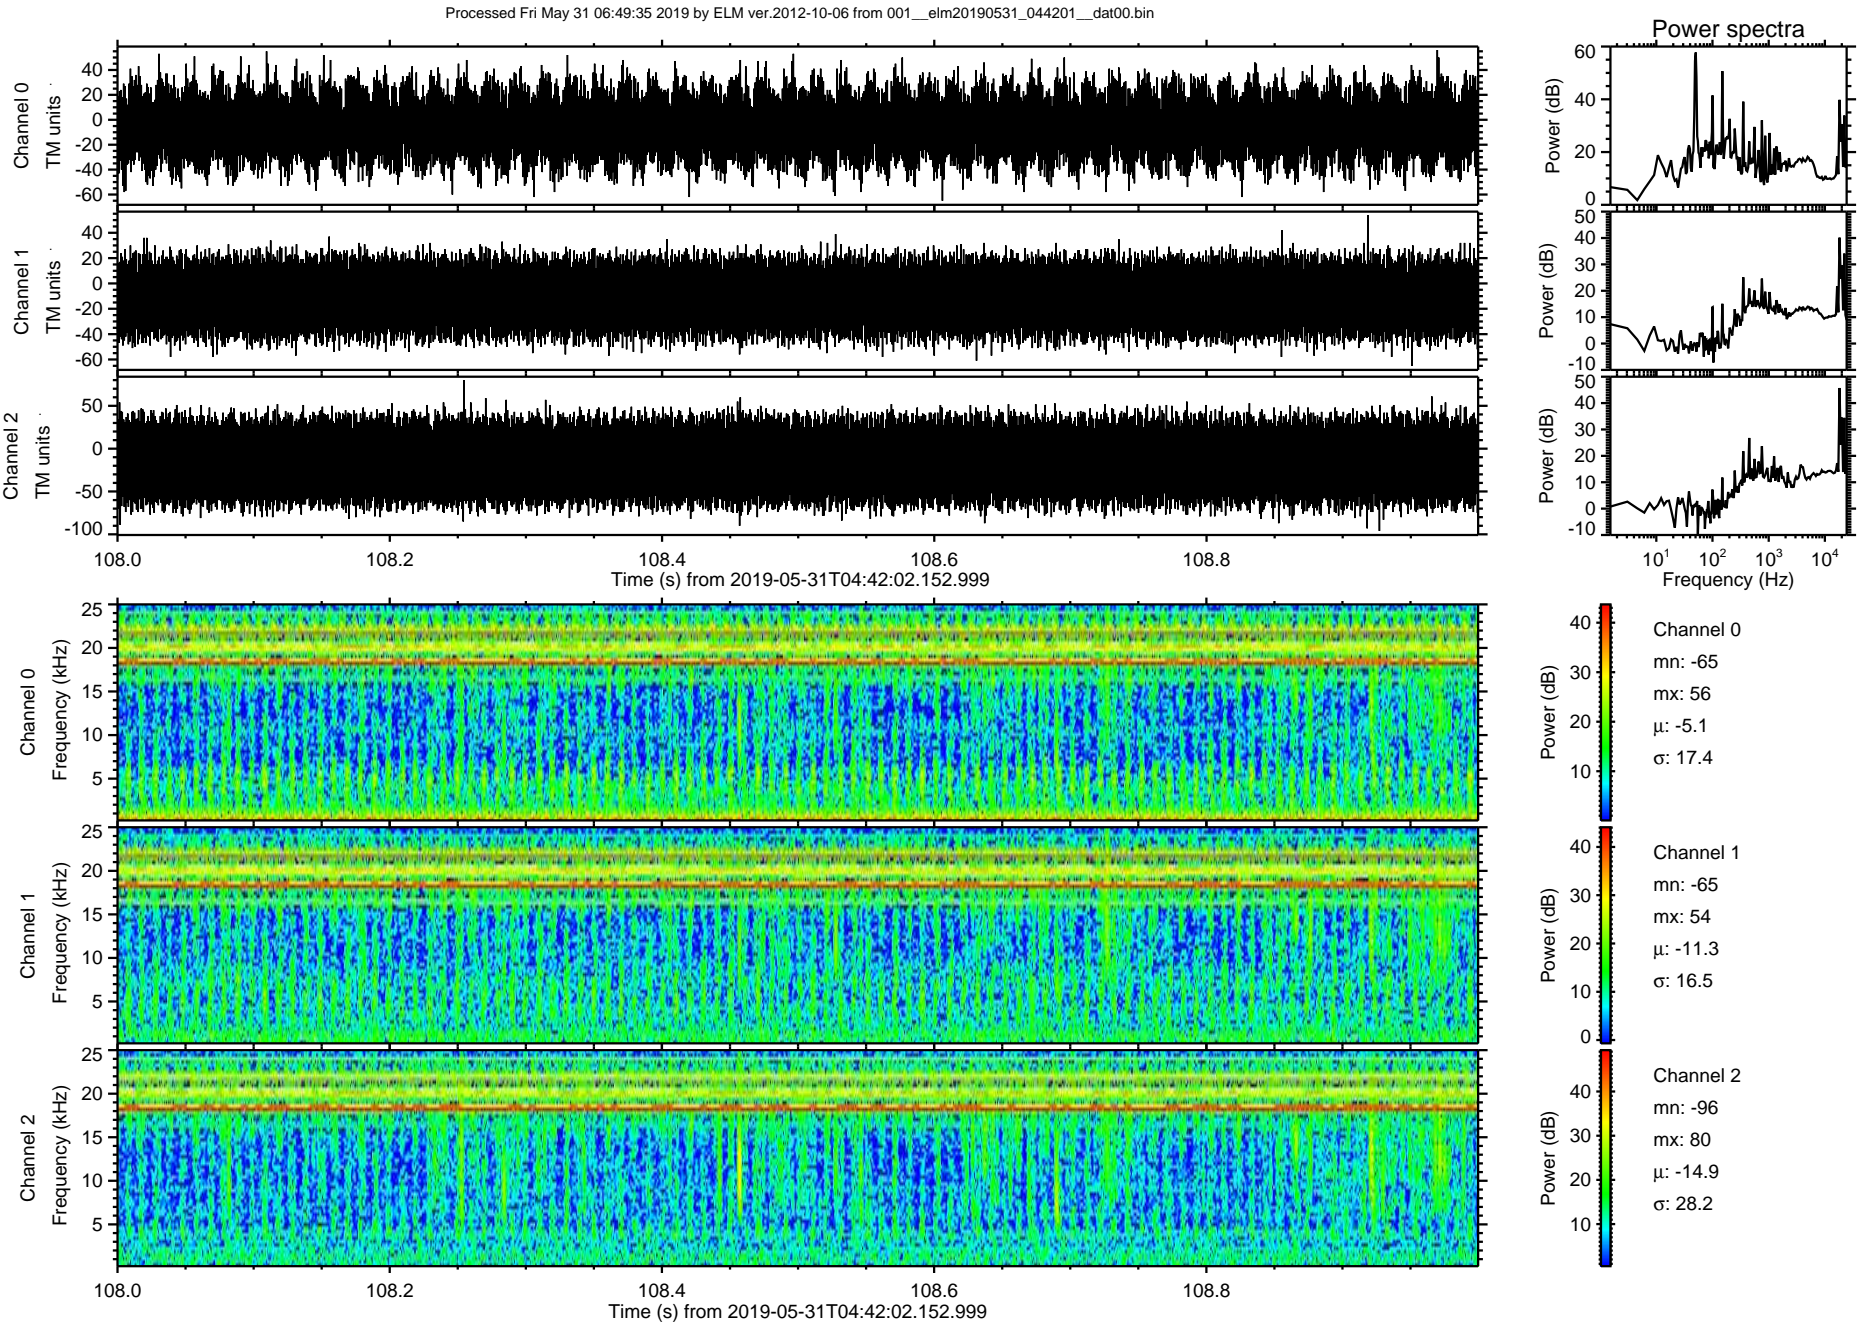 Processed Fri May 31 06:49:35 2019 by ELM ver.2012-10-06 from 001__elm20190531_044201__dat00.bin
Power spectra
Channel 0
TM units
40
20
0
-20
-40
-60
Power (dB)
60
40
20
0
Channel 1
TM units
40
20
0
-20
-40
-60
Power (dB)
50
40
30
20
10
0
-10
Channel 2
TM units
50
0
-50
-100
Power (dB)
50
40
30
20
10
0
-10
108.0 108.2 108.4 108.6 108.8
Time (s) from 2019-05-31T04:42:02.152.999
10¹ 10² 10³ 10⁴
Frequency (Hz)
Channel 0
Frequency (kHz)
25
20
15
10
5
Power (dB)
40
30
20
10
Channel 0
mn: -65
mx: 56
μ: -5.1
σ: 17.4
Channel 1
Frequency (kHz)
25
20
15
10
5
Power (dB)
40
30
20
10
0
Channel 1
mn: -65
mx: 54
μ: -11.3
σ: 16.5
Channel 2
Frequency (kHz)
25
20
15
10
5
Power (dB)
40
30
20
10
Channel 2
mn: -96
mx: 80
μ: -14.9
σ: 28.2
108.0 108.2 108.4 108.6 108.8
Time (s) from 2019-05-31T04:42:02.152.999